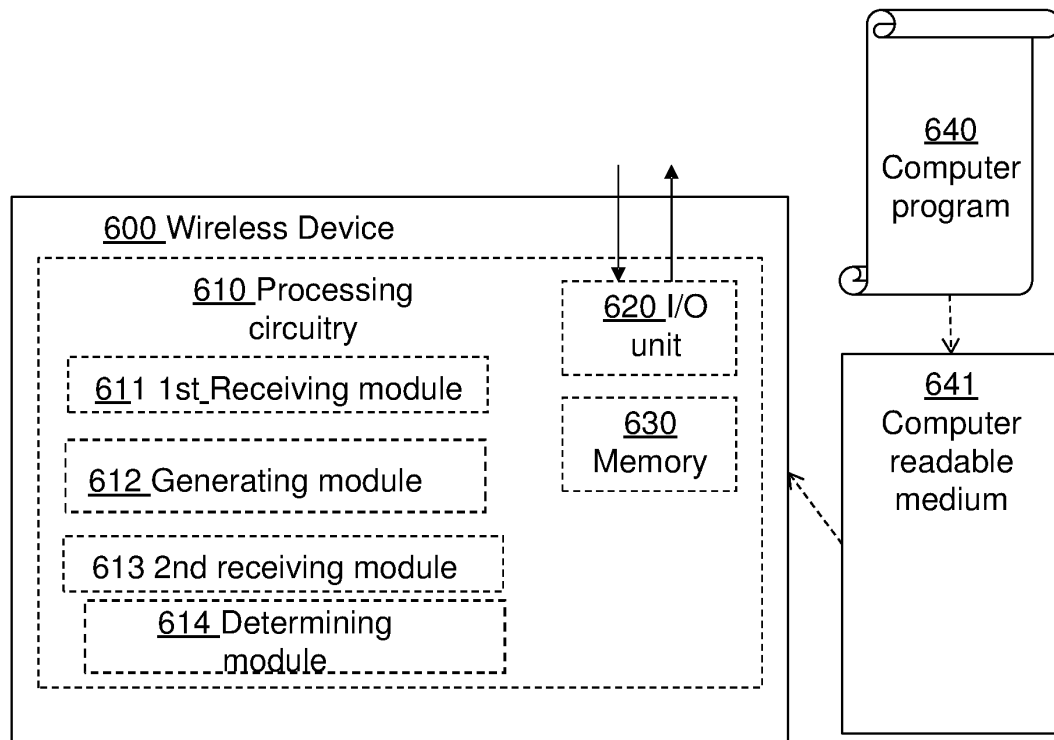 600 Wireless Device
610 Processing
circuitry
611 1st Receiving module
612 Generating module
613 2nd receiving module
614 Determining
module
620 I/O
unit
630
Memory
640
Computer
program
641
Computer
readable
medium